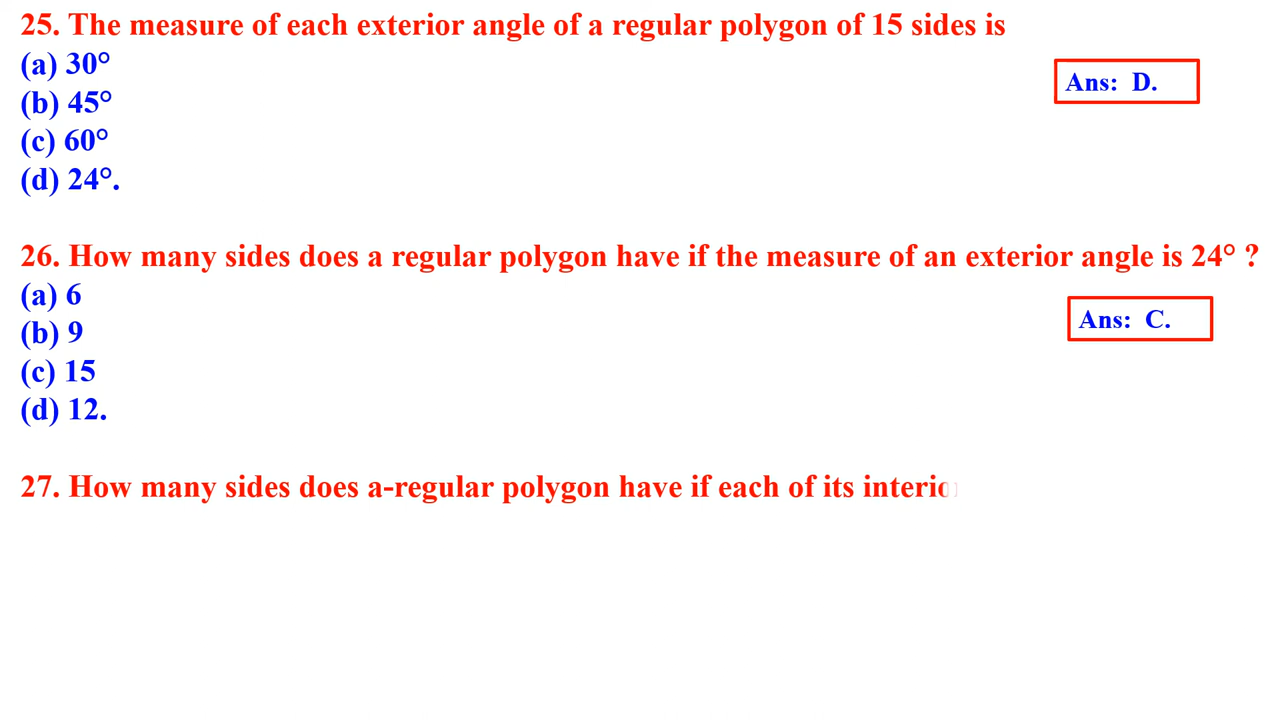 25. The measure of each exterior angle of a regular polygon of 15 sides is
(a) 30°
Ans: D.
(b) 45°
(c) 60°
(d) 24°.
26. How many sides does a regular polygon have if the measure of an exterior angle is 24° ?
(a) 6
Ans: C.
(b) 9
(c) 15
(d) 12.
27. How many sides does a-regular polygon have if each of its